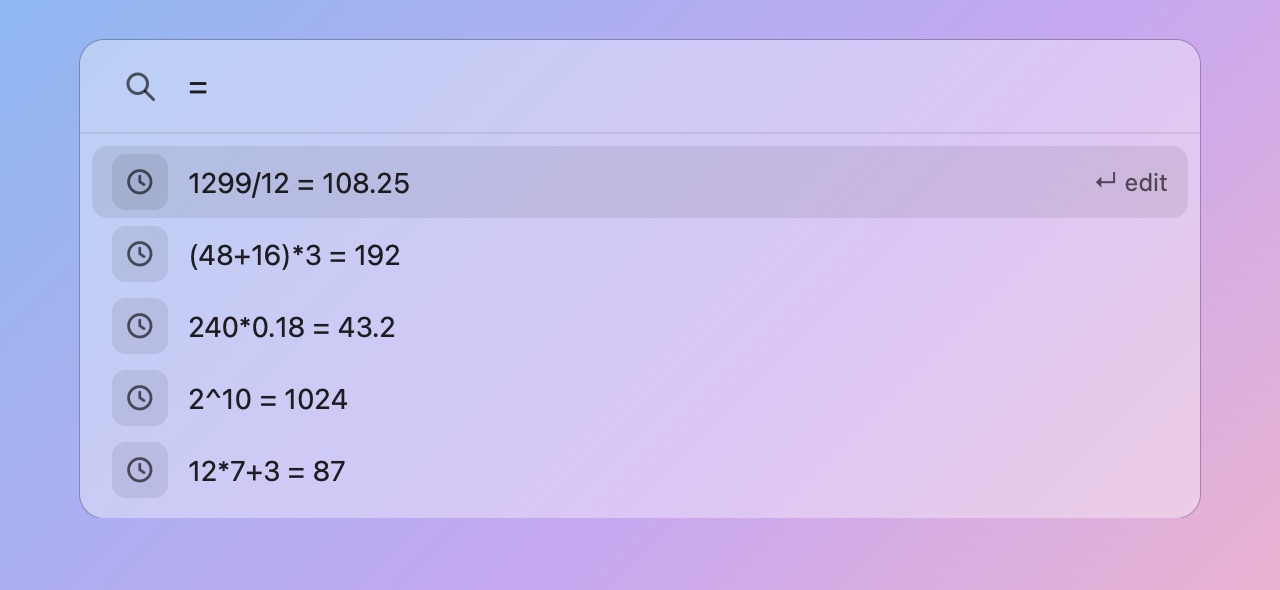 =
1299/12 = 108.25
↵ edit
(48+16)*3 = 192
240*0.18 = 43.2
2^10 = 1024
12*7+3 = 87